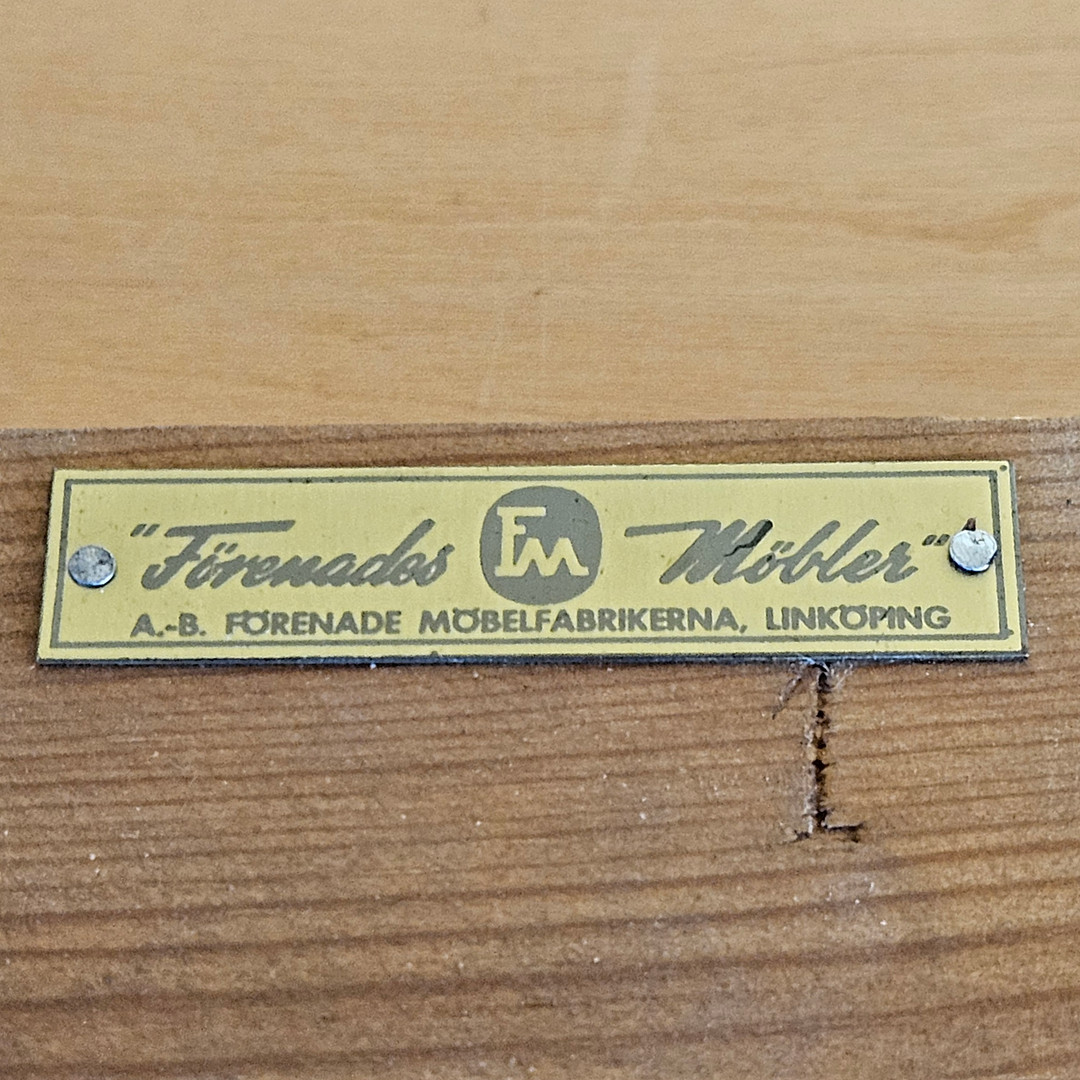 "Förenades FM Möbler"
A.-B. FÖRENADE MÖBELFABRIKERNA, LINKÖPING